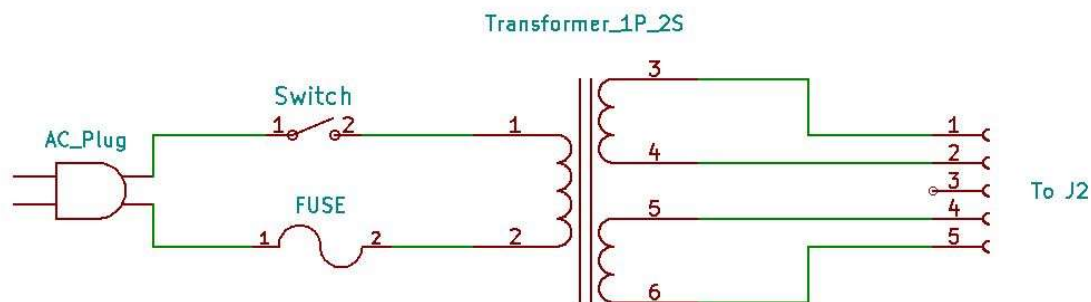 Transformer_1P_2S
3
Switch
1 2 1 1
AC_Plug
4 2
3 To J2
FUSE 5 4
1 2 2 5
6